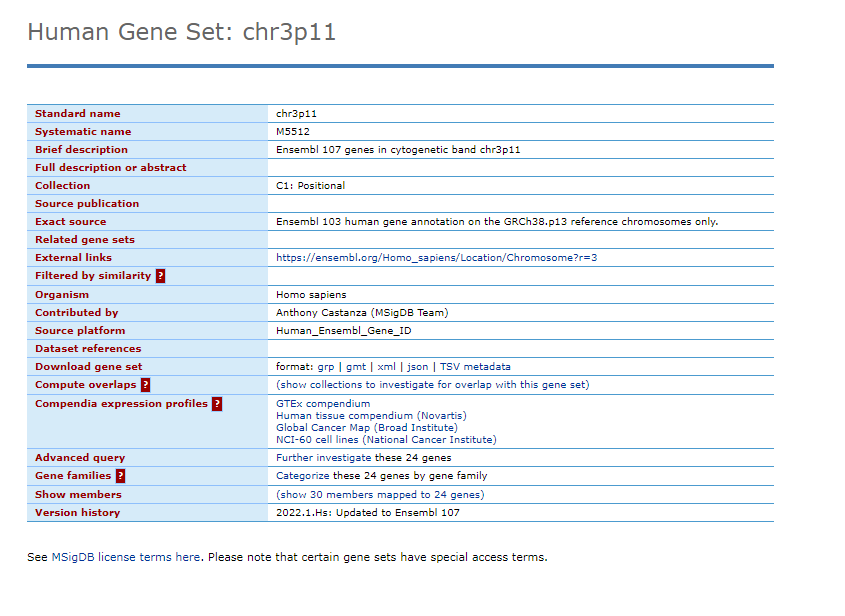 Human Gene Set: chr3p11
Standard name chr3p11
Systematic name M5512
Brief description Ensembl 107 genes in cytogenetic band chr3p11
Full description or abstract
Collection C1: Positional
Source publication
Exact source Ensembl 103 human gene annotation on the GRCh38.p13 reference chromosomes only.
Related gene sets
External links https://ensembl.org/Homo_sapiens/Location/Chromosome?r=3
Filtered by similarity ?
Organism Homo sapiens
Contributed by Anthony Castanza (MSigDB Team)
Source platform Human_Ensembl_Gene_ID
Dataset references
Download gene set format: grp | gmt | xml | json | TSV metadata
Compute overlaps ? (show collections to investigate for overlap with this gene set)
Compendia expression profiles ? GTEx compendium
Human tissue compendium (Novartis)
Global Cancer Map (Broad Institute)
NCI-60 cell lines (National Cancer Institute)
Advanced query Further investigate these 24 genes
Gene families ? Categorize these 24 genes by gene family
Show members (show 30 members mapped to 24 genes)
Version history 2022.1.Hs: Updated to Ensembl 107
See MSigDB license terms here. Please note that certain gene sets have special access terms.